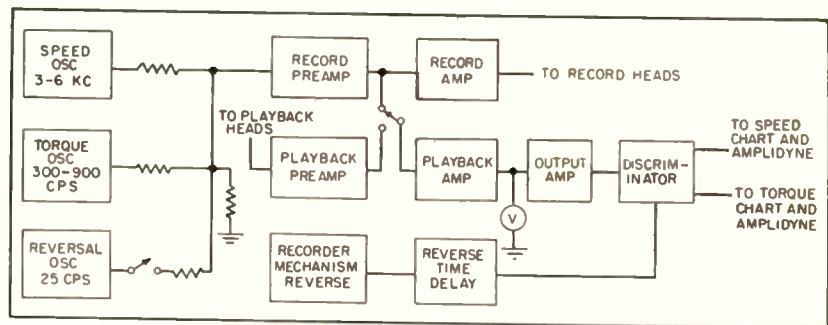 SPEED
OSC
3-6 KC
TORQUE
OSC
300-900
CPS
REVERSAL
OSC
25 CPS
RECORD
PREAMP
RECORD
AMP
TO RECORD HEADS
TO PLAYBACK
HEADS
PLAYBACK
PREAMP
PLAYBACK
AMP
V
OUTPUT
AMP
DISCRIM-
INATOR
TO SPEED
CHART AND
AMPLIDYNE
TO TORQUE
CHART AND
AMPLIDYNE
RECORDER
MECHANISM
REVERSE
REVERSE
TIME
DELAY